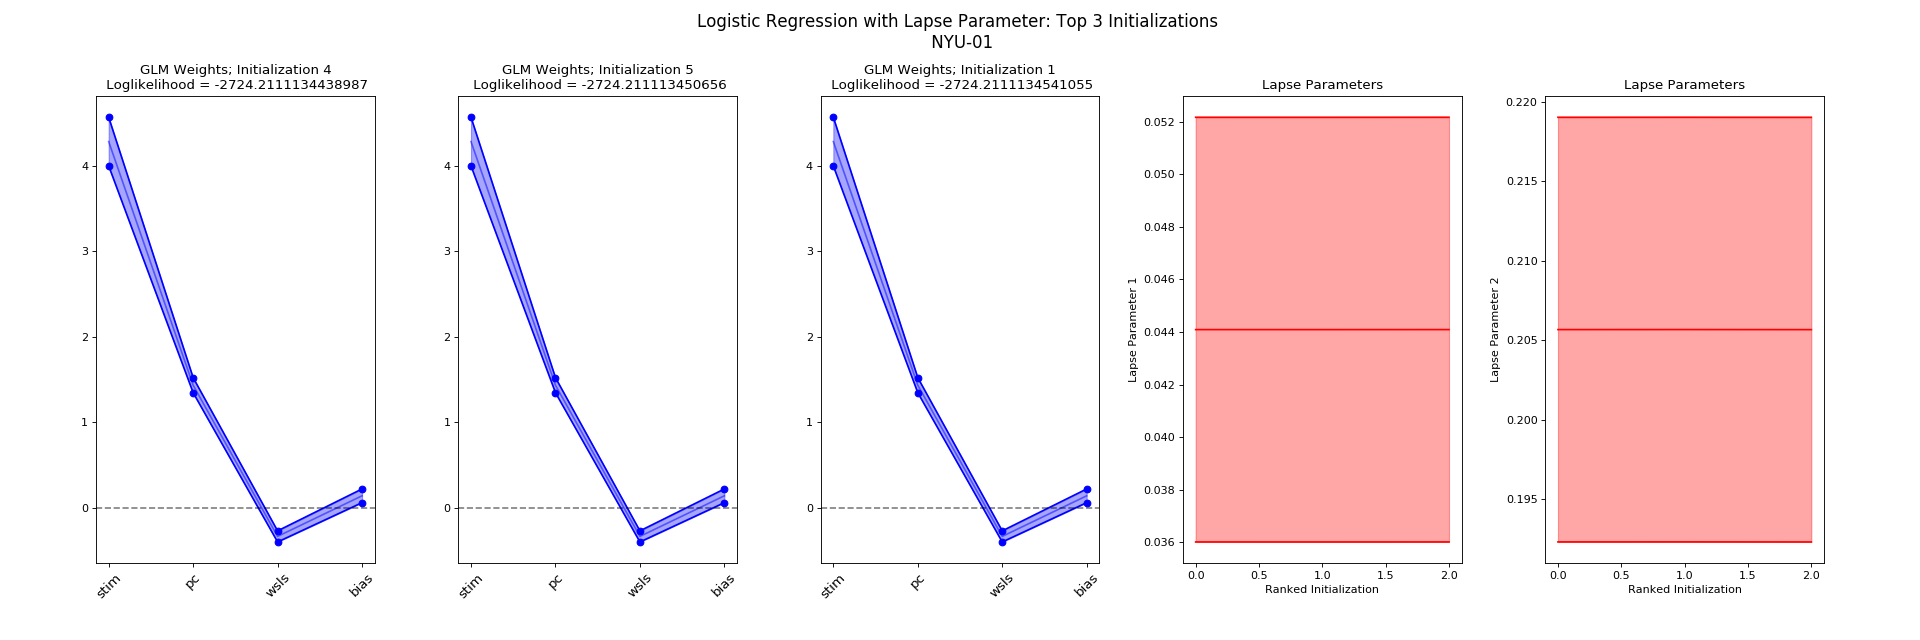 Logistic Regression with Lapse Parameter: Top 3 Initializations
NYU-01
GLM Weights; Initialization 4
Loglikelihood = -2724.2111134438987
4
3
2
1
0
stim
pc
wsls
bias
GLM Weights; Initialization 5
Loglikelihood = -2724.211113450656
4
3
2
1
0
stim
pc
wsls
bias
GLM Weights; Initialization 1
Loglikelihood = -2724.2111134541055
4
3
2
1
0
stim
pc
wsls
bias
Lapse Parameters
Lapse Parameter 1
0.052
0.050
0.048
0.046
0.044
0.042
0.040
0.038
0.036
0.0
0.5
1.0
1.5
2.0
Ranked Initialization
Lapse Parameters
Lapse Parameter 2
0.220
0.215
0.210
0.205
0.200
0.195
0.0
0.5
1.0
1.5
2.0
Ranked Initialization